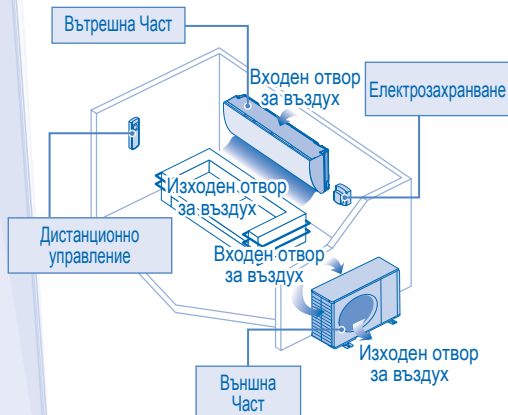 Вътрешна Част
Входен отвор
за въздух
Електрозахранване
Изходен отвор
за въздух
Дистанционно
управление
Входен отвор
за въздух
Изходен отвор
за въздух
Външна
Част